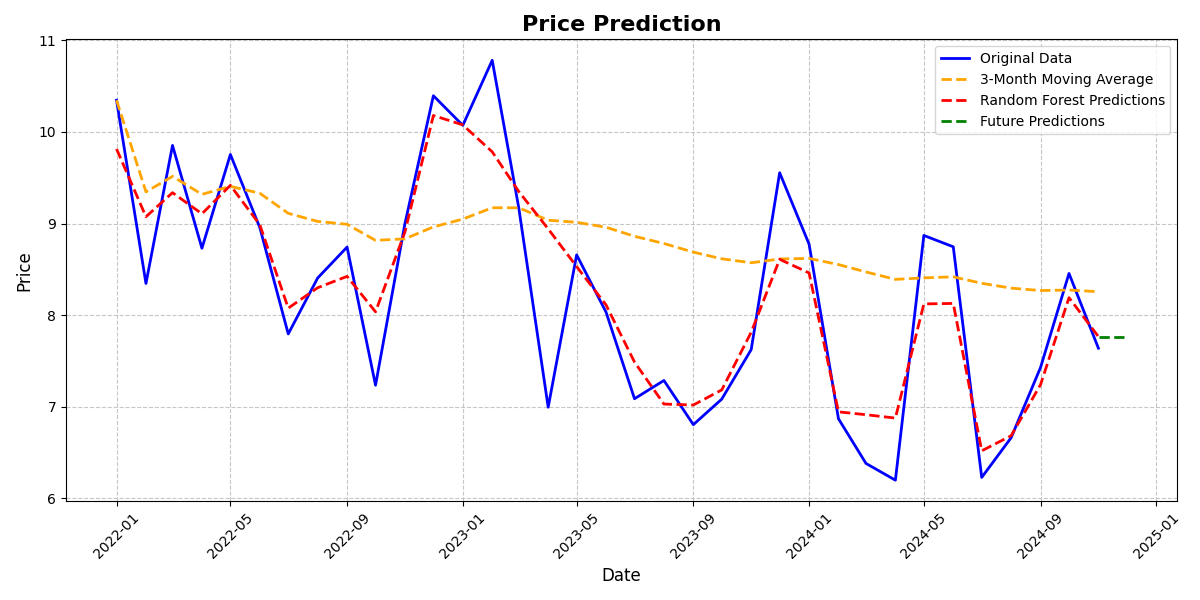 Price Prediction
Original Data
3-Month Moving Average
Random Forest Predictions
Future Predictions
Price
11
10
9
8
7
6
2022-01
2022-05
2022-09
2023-01
2023-05
2023-09
2024-01
2024-05
2024-09
2025-01
Date